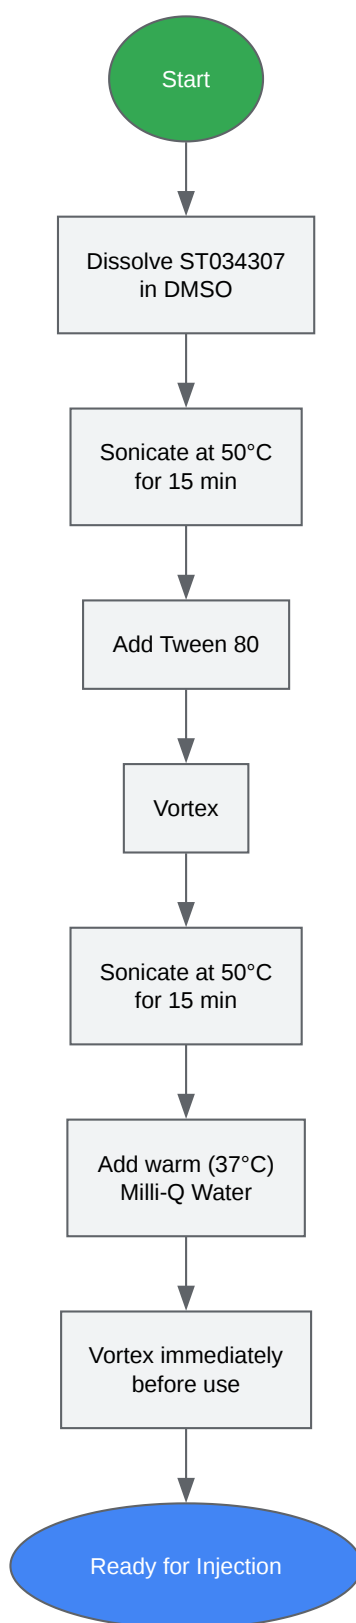 Start
Dissolve ST034307
in DMSO
Sonicate at 50°C
for 15 min
Add Tween 80
Vortex
Sonicate at 50°C
for 15 min
Add warm (37°C)
Milli-Q Water
Vortex immediately
before use
Ready for Injection